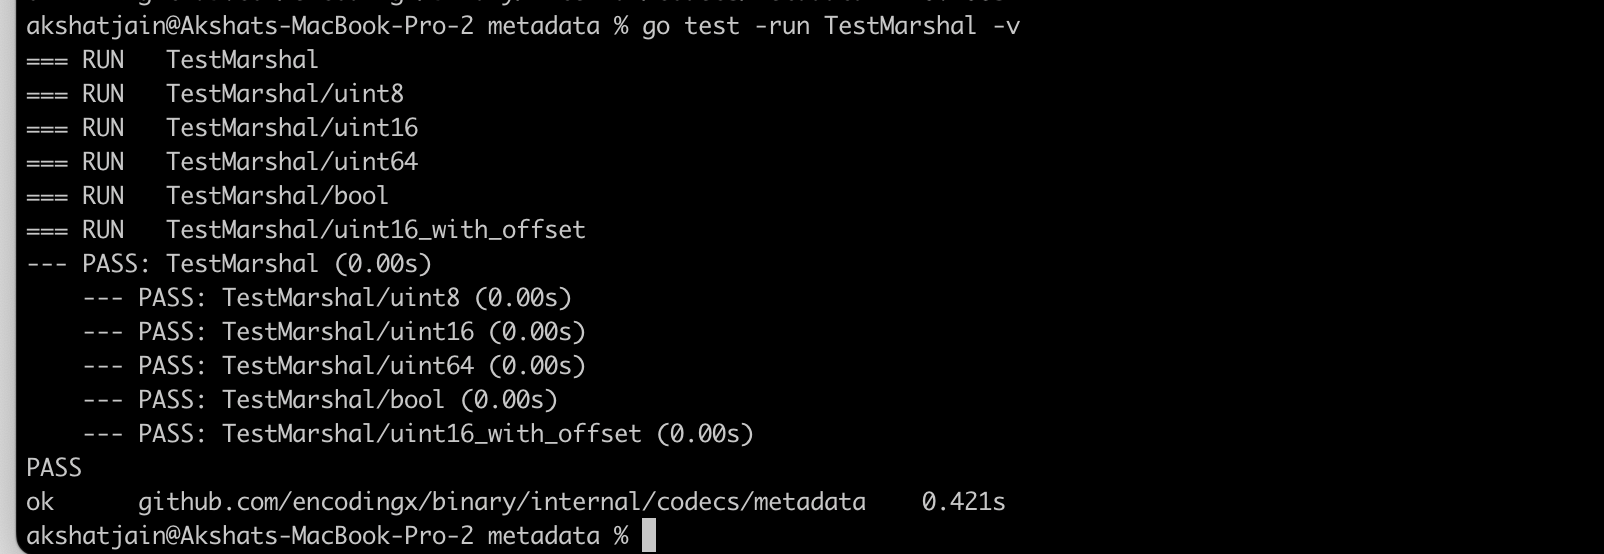 akshatjain@Akshats-MacBook-Pro-2 metadata % go test -run TestMarshal -v
=== RUN   TestMarshal
=== RUN   TestMarshal/uint8
=== RUN   TestMarshal/uint16
=== RUN   TestMarshal/uint64
=== RUN   TestMarshal/bool
=== RUN   TestMarshal/uint16_with_offset
--- PASS: TestMarshal (0.00s)
    --- PASS: TestMarshal/uint8 (0.00s)
    --- PASS: TestMarshal/uint16 (0.00s)
    --- PASS: TestMarshal/uint64 (0.00s)
    --- PASS: TestMarshal/bool (0.00s)
    --- PASS: TestMarshal/uint16_with_offset (0.00s)
PASS
ok      github.com/encodingx/binary/internal/codecs/metadata    0.421s
akshatjain@Akshats-MacBook-Pro-2 metadata %